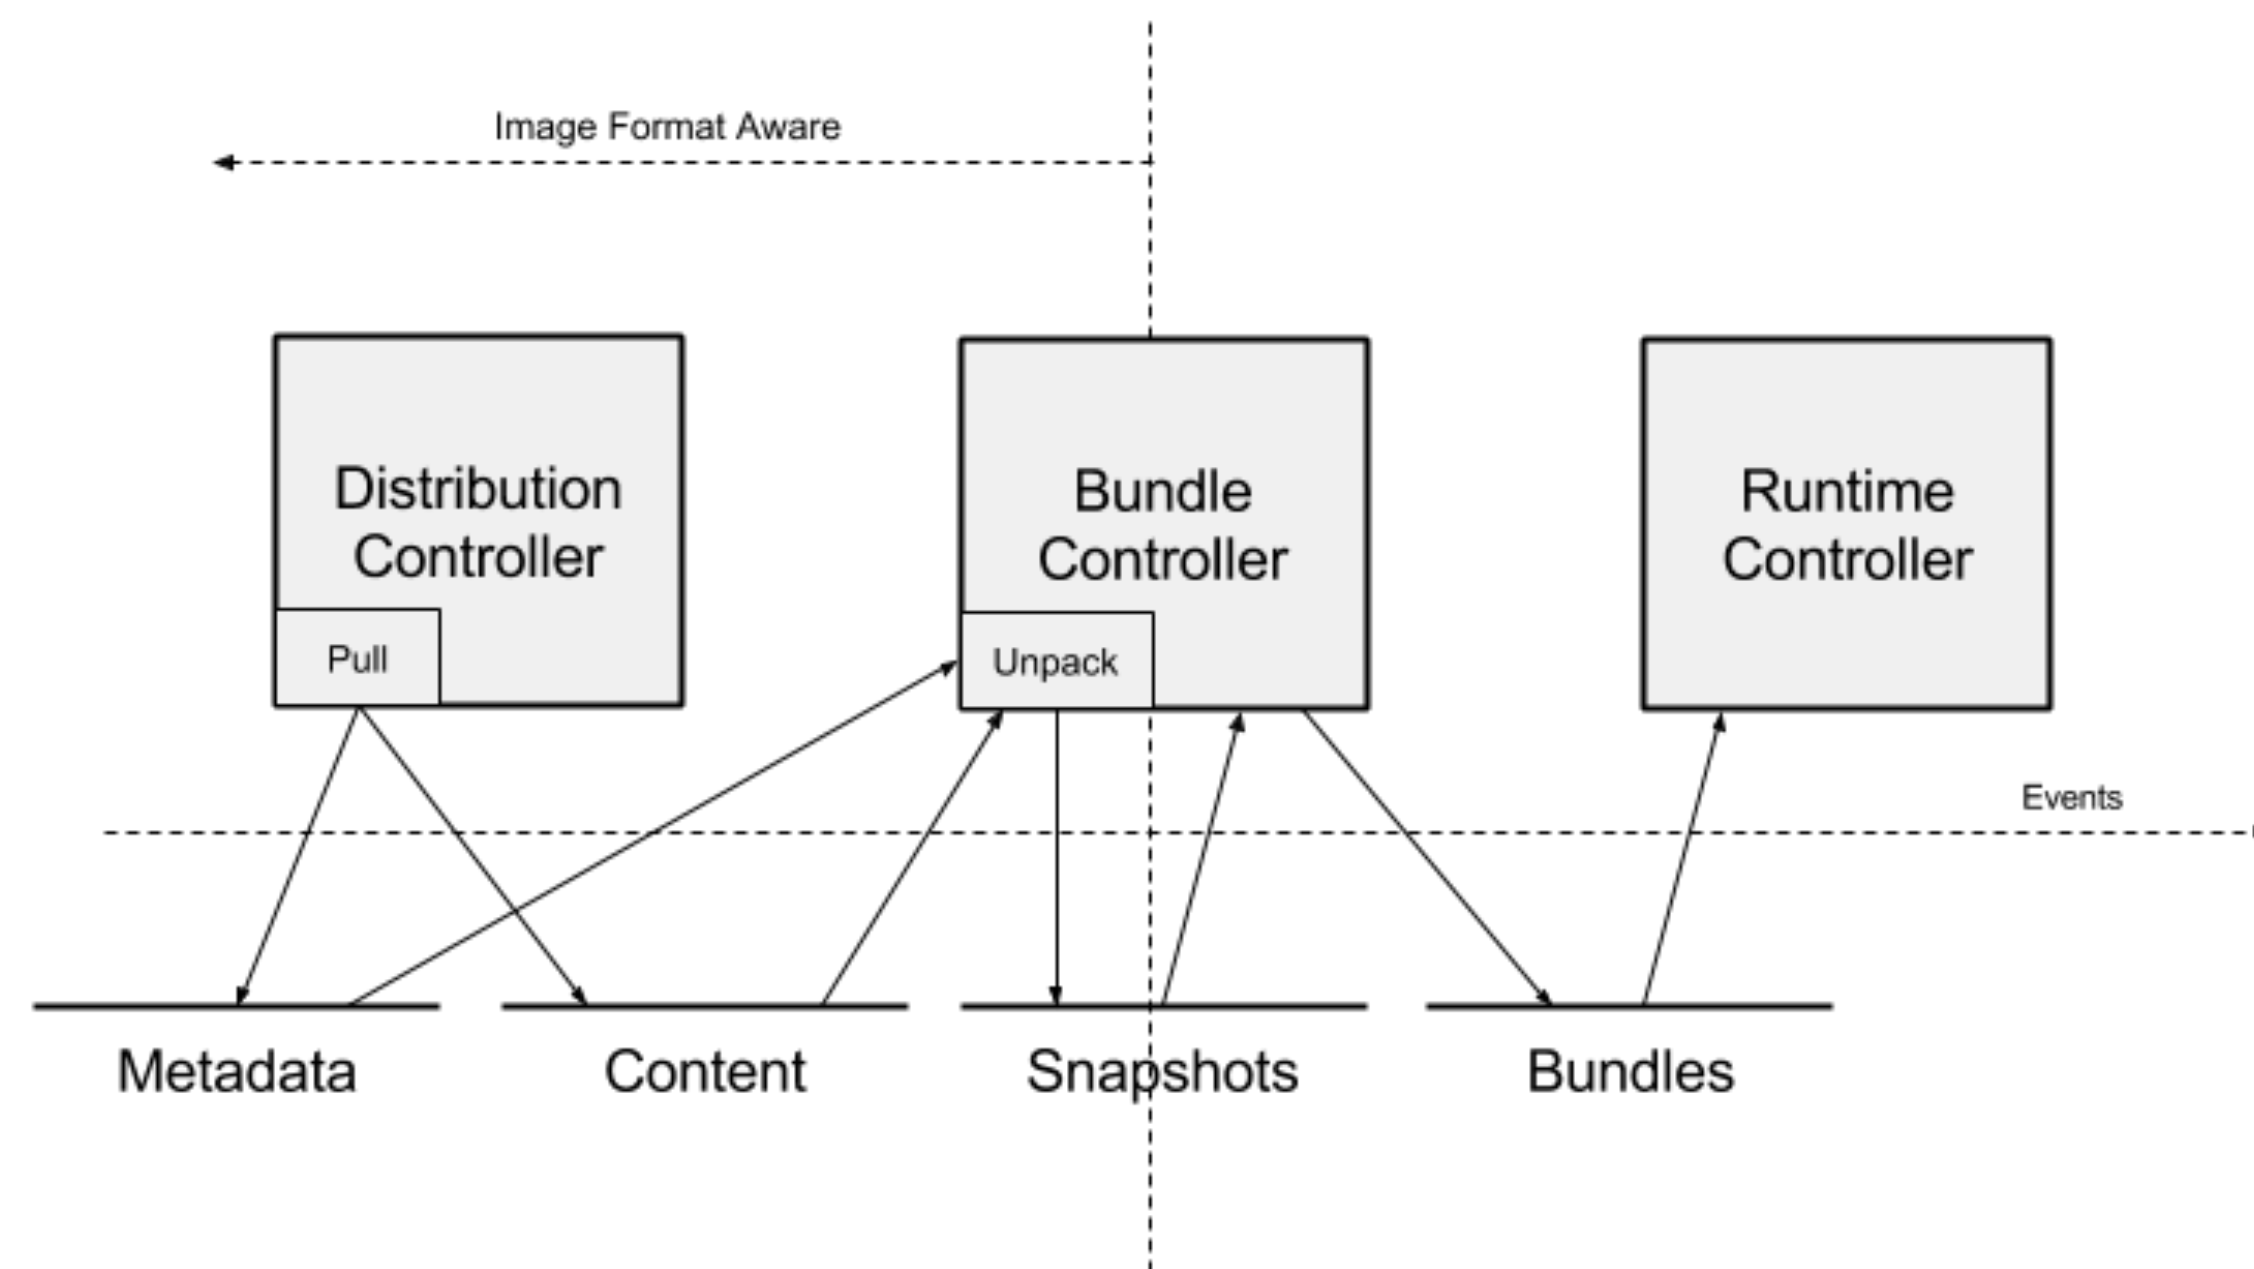 Image Format Aware
Distribution
Controller
Pull
Bundle
Controller
Unpack
Runtime
Controller
Events
Metadata
Content
Snapshots
Bundles